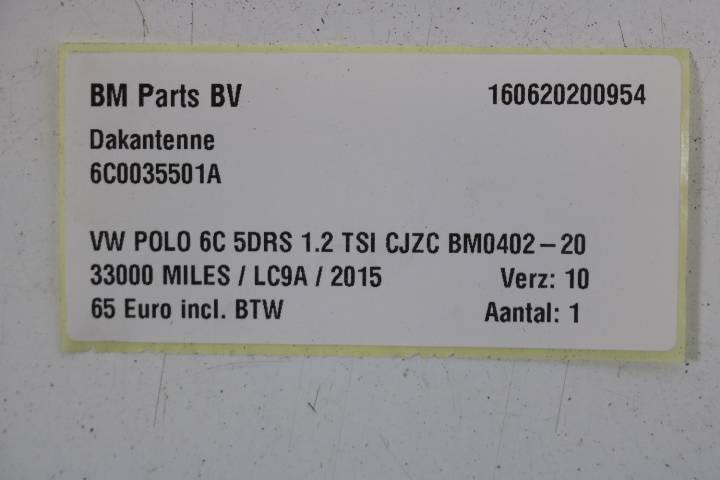 BM Parts BV 160620200954
Dakantenne
6C0035501A
VW POLO 6C 5DRS 1.2 TSI CJZC BM0402-20
33000 MILES / LC9A / 2015 Verz: 10
65 Euro incl. BTW Aantal: 1